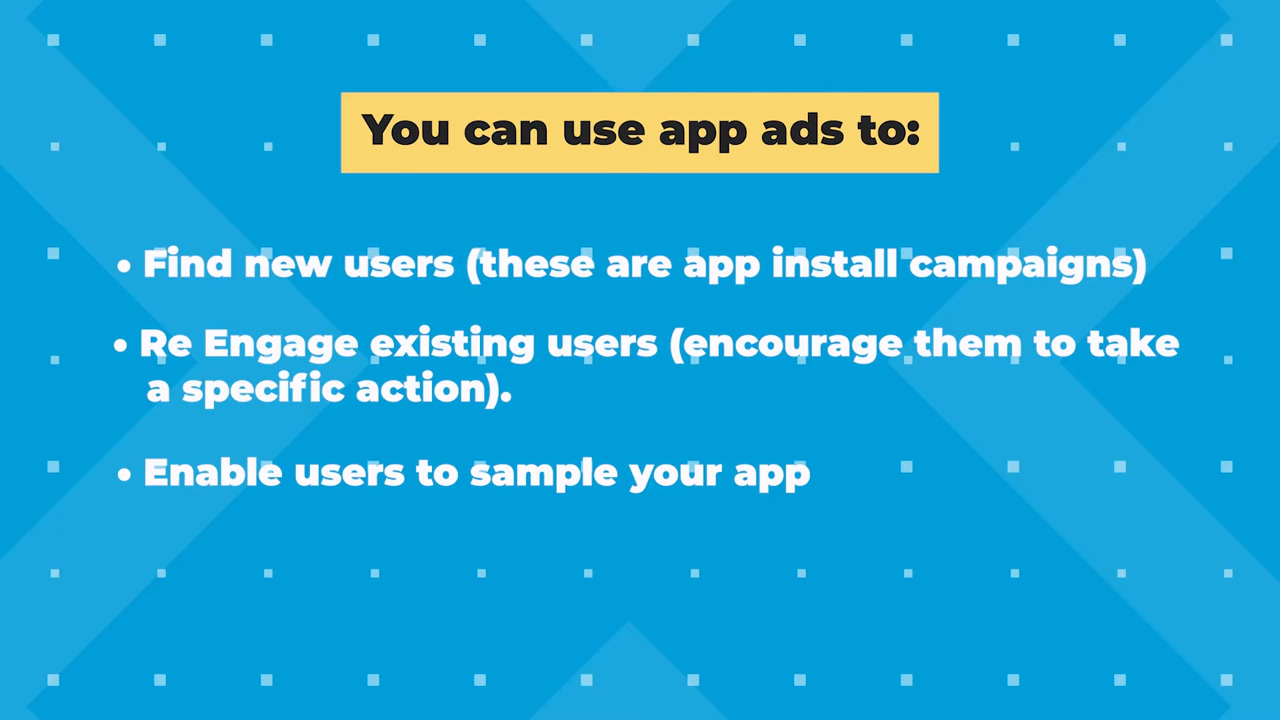 You can use app ads to:
• Find new users (these are app install campaigns)
• Re Engage existing users (encourage them to take
a specific action).
• Enable users to sample your app